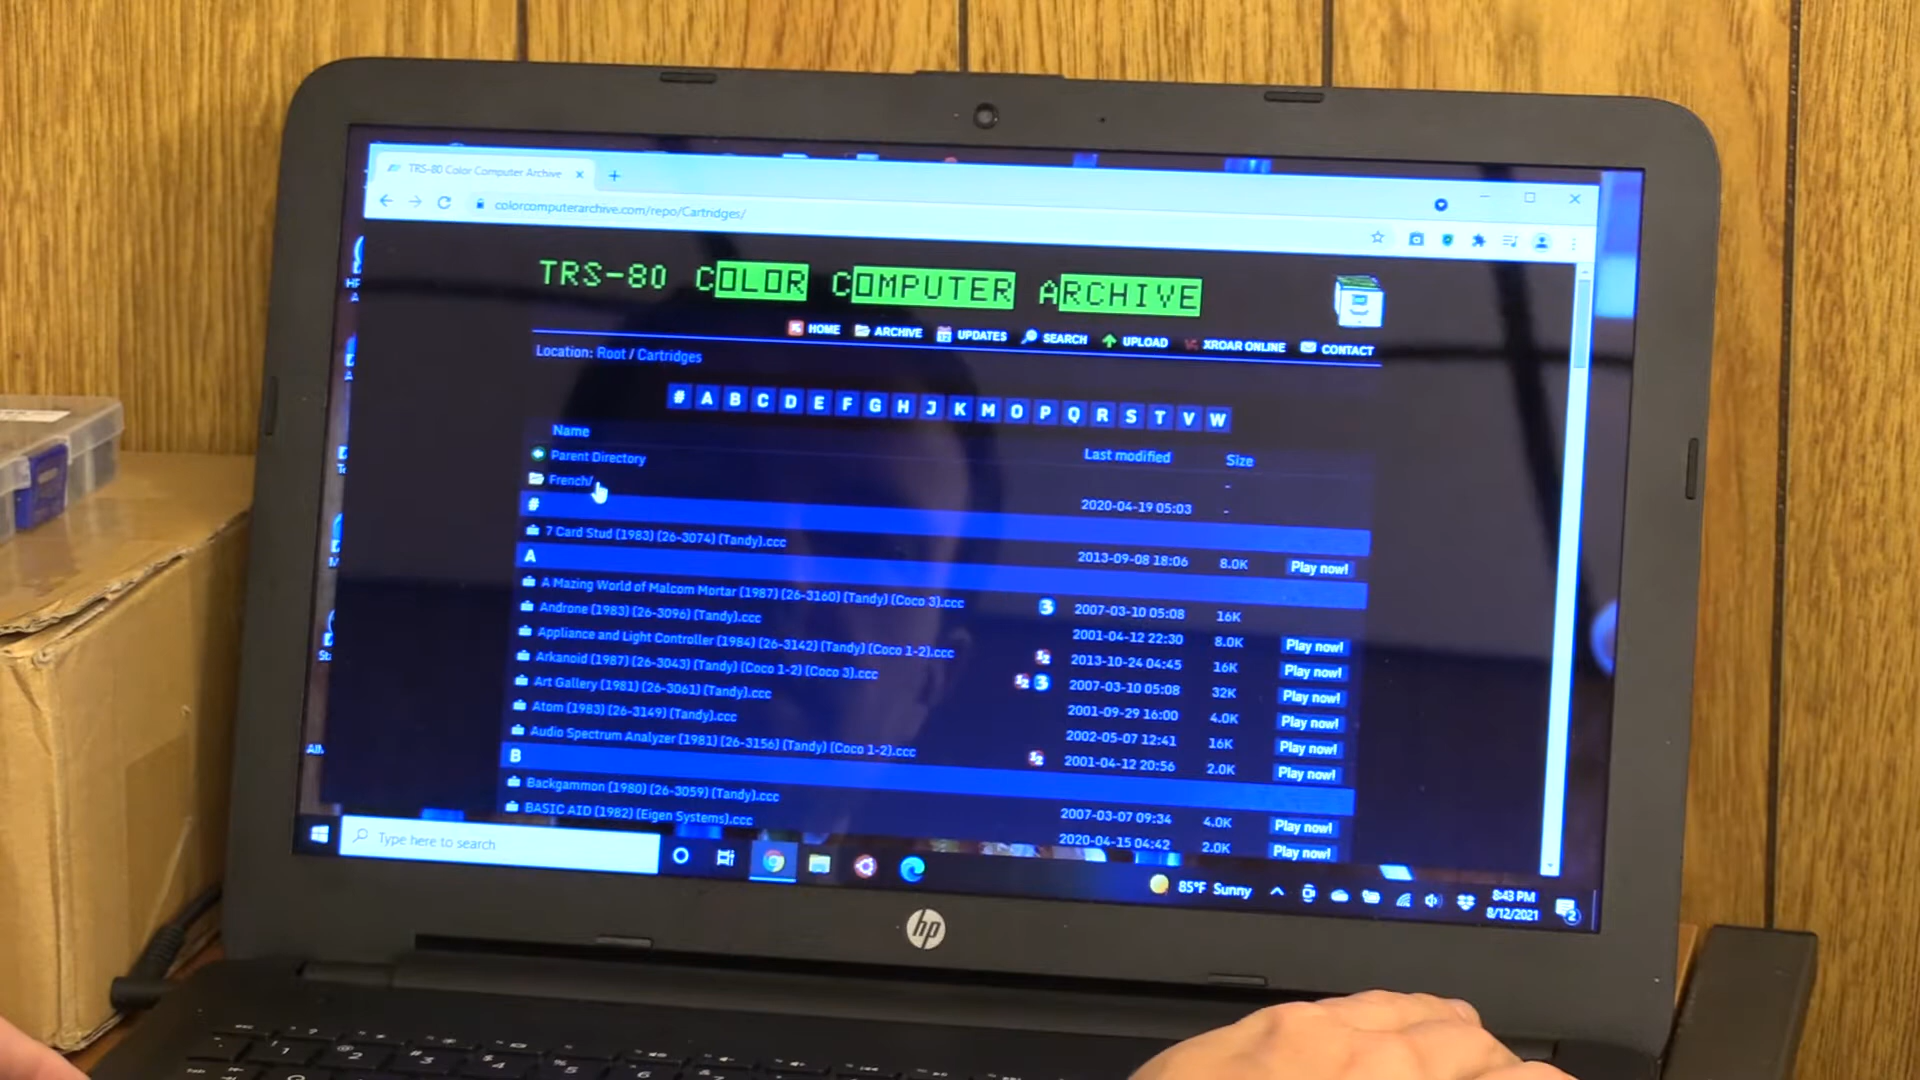 TRS-80 Color Computer Archive
colorcomputerarchive.com/repo/Cartridges/
TRS-80 COLOR COMPUTER ARCHIVE
HOME ARCHIVE UPDATES SEARCH UPLOAD XROAR ONLINE CONTACT
Location: Root / Cartridges
# A B C D E F G H J K M O P Q R S T V W
Name Last modified Size
Parent Directory -
French/ 2020-04-19 05:03 -
#
7 Card Stud (1983) (26-3074) (Tandy).ccc 2013-09-08 18:06 8.0K Play now!
A
A Mazing World of Malcom Mortar (1987) (26-3160) (Tandy) (Coco 3).ccc 3 2007-03-10 05:08 16K
Androne (1983) (26-3096) (Tandy).ccc 2001-04-12 22:30 8.0K Play now!
Appliance and Light Controller (1984) (26-3142) (Tandy) (Coco 1-2).ccc 12 2013-10-24 04:45 16K Play now!
Arkanoid (1987) (26-3043) (Tandy) (Coco 1-2) (Coco 3).ccc 12 3 2007-03-10 05:08 32K Play now!
Art Gallery (1981) (26-3061) (Tandy).ccc 2001-09-29 16:00 4.0K Play now!
Atom (1983) (26-3149) (Tandy).ccc 2002-05-07 12:41 16K Play now!
Audio Spectrum Analyzer (1981) (26-3156) (Tandy) (Coco 1-2).ccc 12 2001-04-12 20:56 2.0K Play now!
B
Backgammon (1980) (26-3059) (Tandy).ccc 2007-03-07 09:34 4.0K Play now!
BASIC AID (1982) (Eigen Systems).ccc 2020-04-15 04:42 2.0K Play now!
Type here to search
85°F Sunny
8:43 PM
8/12/2021
2
hp